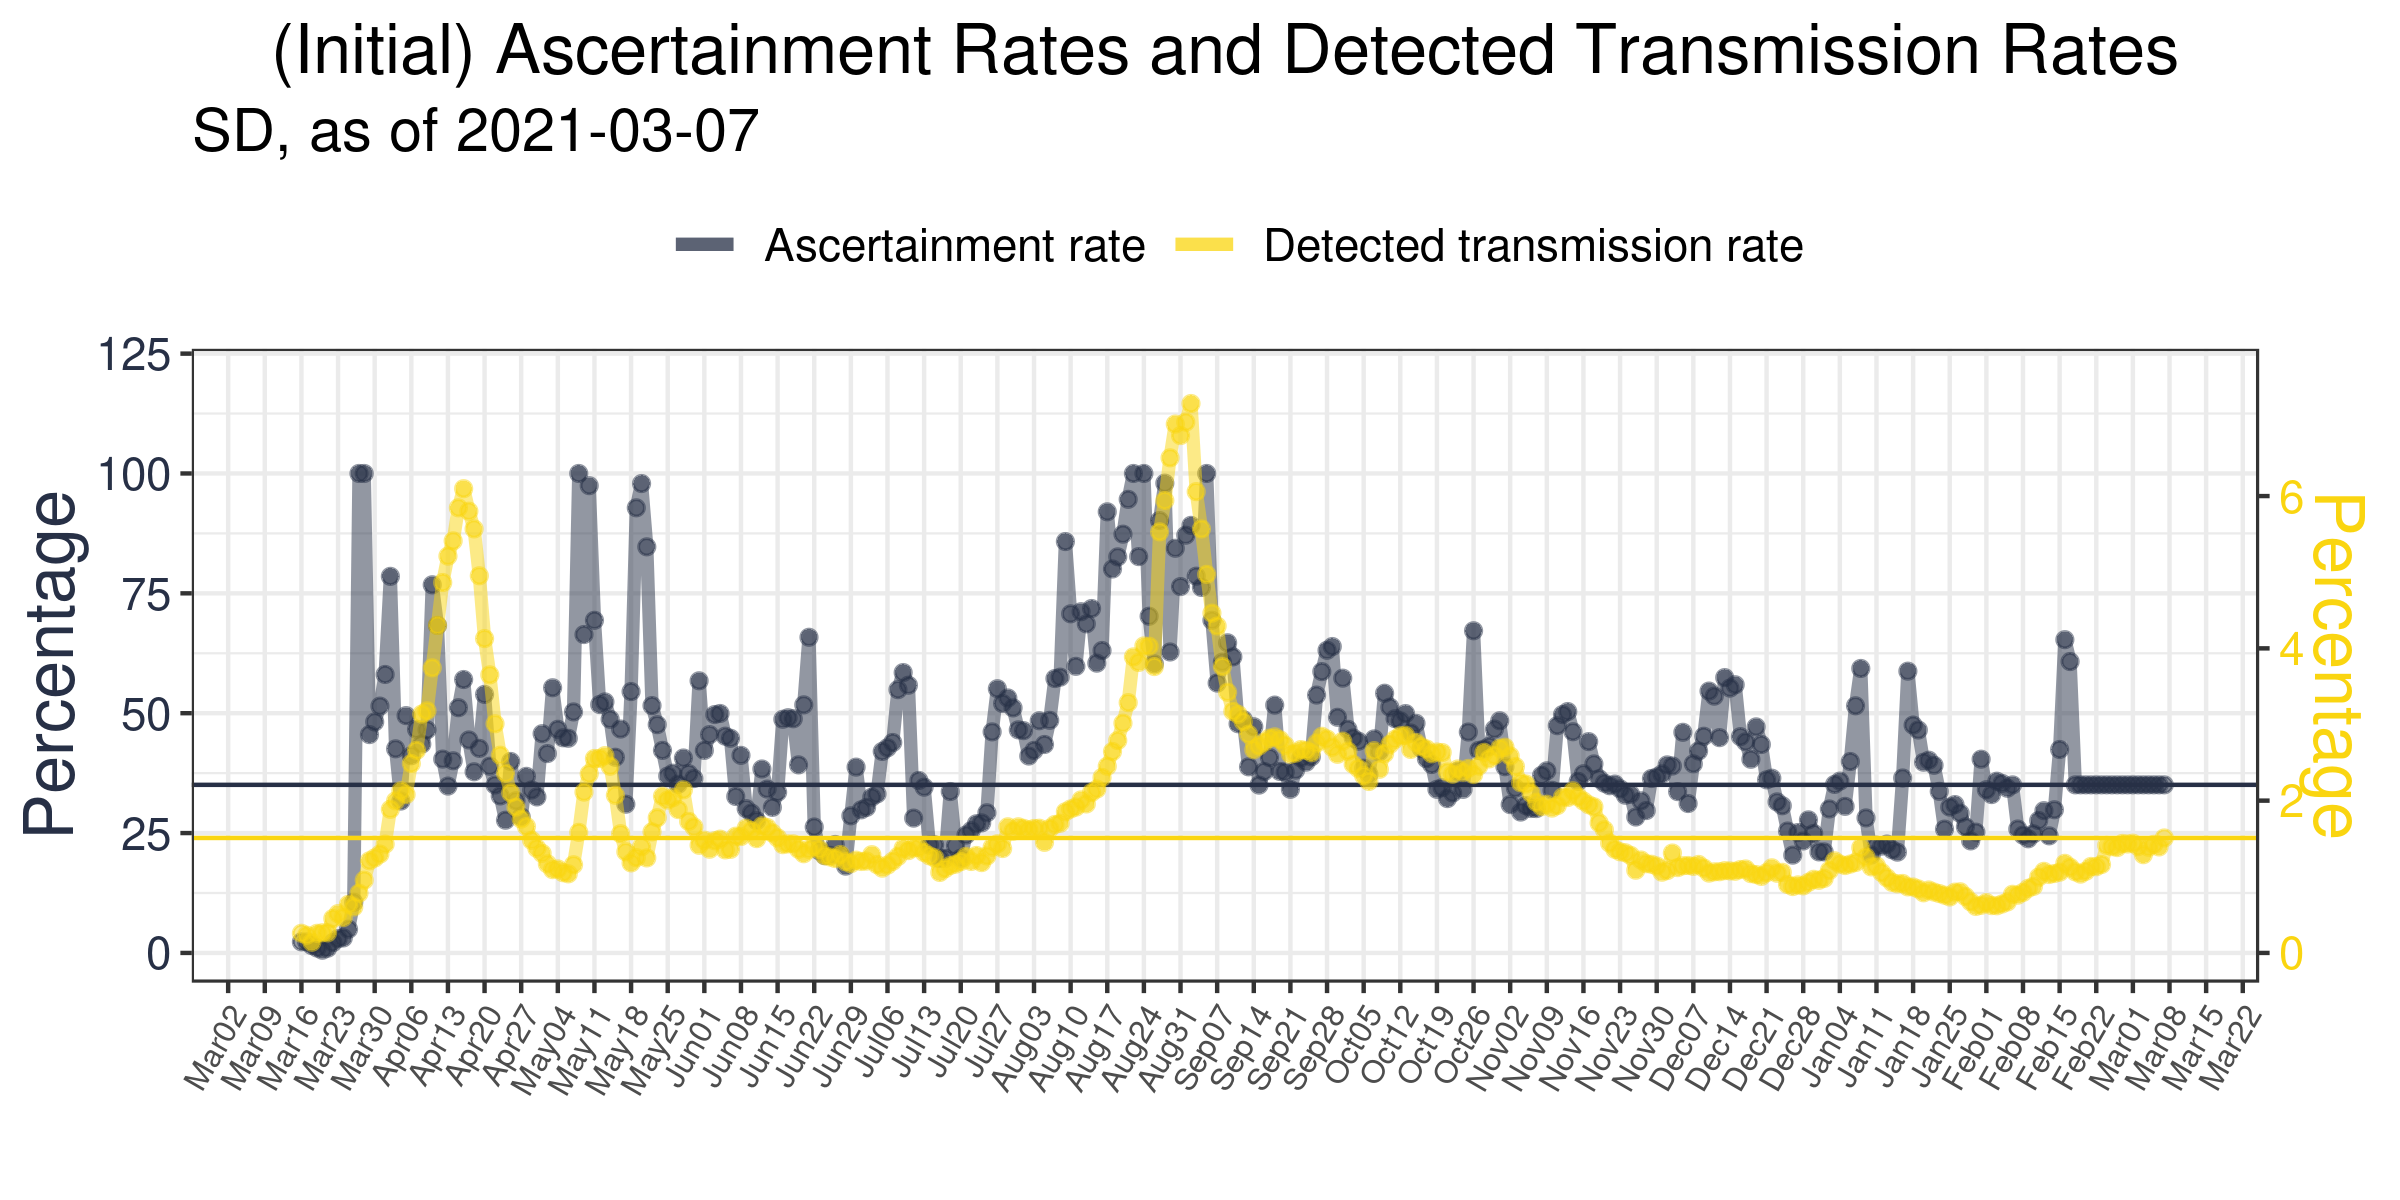 (Initial) Ascertainment Rates and Detected Transmission Rates
SD, as of 2021-03-07
Ascertainment rate
Detected transmission rate
Percentage
125
100
75
50
25
0
6
4
2
0
Percentage
Mar02
Mar09
Mar16
Mar23
Mar30
Apr06
Apr13
Apr20
Apr27
May04
May11
May18
May25
Jun01
Jun08
Jun15
Jun22
Jun29
Jul06
Jul13
Jul20
Jul27
Aug03
Aug10
Aug17
Aug24
Aug31
Sep07
Sep14
Sep21
Sep28
Oct05
Oct12
Oct19
Oct26
Nov02
Nov09
Nov16
Nov23
Nov30
Dec07
Dec14
Dec21
Dec28
Dec04
Jan11
Jan18
Jan25
Feb01
Feb08
Feb15
Feb22
Mar01
Mar08
Mar15
Mar22